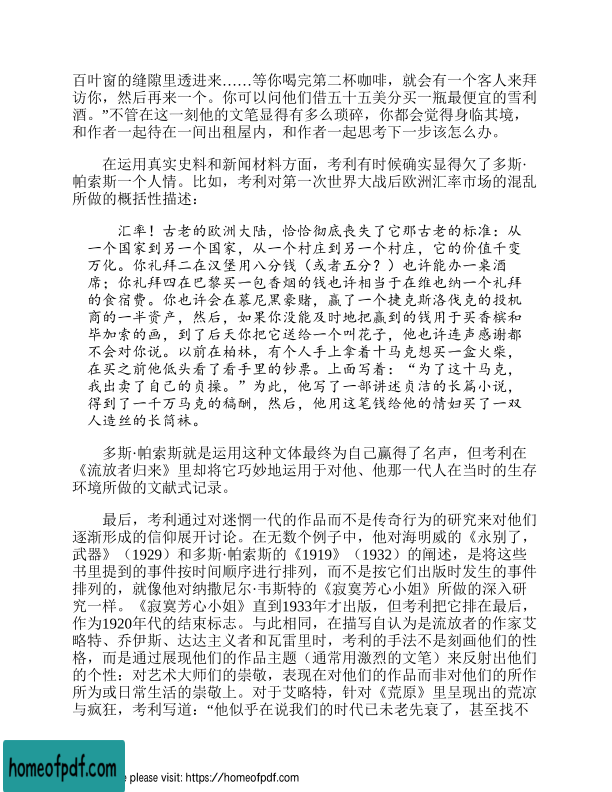 百叶窗的缝隙里透进来……等你喝完第二杯咖啡，就会有一个客人来拜
访你，然后再来一个。你可以问他们借五十五美分买一瓶最便宜的雪利
酒。”不管在这一刻他的文笔显得有多么琐碎，你都会觉得身临其境，
和作者一起待在一间出租屋内，和作者一起思考下一步该怎么办。
在运用真实史料和新闻材料方面，考利有时候确实显得欠了多斯·
帕索斯一个人情。比如，考利对第一次世界大战后欧洲汇率市场的混乱
所做的概括性描述：
汇率！古老的欧洲大陆，恰恰彻底丧失了它那古老的标准：从
一个国家到另一个国家，从一个村庄到另一个村庄，它的价值千变
万化。你礼拜二在汉堡用八分钱（或者五分？）也许能办一桌酒
席；你礼拜四在巴黎买一包香烟的钱也许相当于在维也纳一个礼拜
的食宿费。你也许会在慕尼黑豪赌，赢了一个捷克斯洛伐克的投机
商的一半资产，然后，如果你没能及时地把赢到的钱用于买香槟和
毕加索的画，到了后天你把它送给一个叫花子，他也许连声感谢都
不会对你说。以前在柏林，有个人手上拿着十马克想买一盒火柴，
在买之前他低头看了看手里的钞票。上面写着：“为了这十马克，
我出卖了自己的贞操。”为此，他写了一部讲述贞洁的长篇小说，
得到了一千万马克的稿酬，然后，他用这笔钱给他的情妇买了一双
人造丝的长筒袜。
多斯·帕索斯就是运用这种文体最终为自己赢得了名声，但考利在
《流放者归来》里却将它巧妙地运用于对他、他那一代人在当时的生存
环境所做的文献式记录。
最后，考利通过对迷惘一代的作品而不是传奇行为的研究来对他们
逐渐形成的信仰展开讨论。在无数个例子中，他对海明威的《永别了，
武器》（1929）和多斯·帕索斯的《1919》（1932）的阐述，是将这些
书里提到的事件按时间顺序进行排列，而不是按它们出版时发生的事件
排列的，就像他对纳撒尼尔·韦斯特的《寂寞芳心小姐》所做的深入研
究一样。《寂寞芳心小姐》直到1933年才出版，但考利把它排在最后，
作为1920年代的结束标志。与此相同，在描写自认为是流放者的作家艾
略特、乔伊斯、达达主义者和瓦雷里时，考利的手法不是刻画他们的性
格，而是通过展现他们的作品主题（通常用激烈的文笔）来反射出他们
的个性：对艺术大师们的崇敬，表现在对他们的作品而非对他们的所作
所为或日常生活的崇敬上。对于艾略特，针对《荒原》里呈现出的荒凉
与疯狂，考利写道：“他似乎在说我们的时代已未老先衰了，甚至找不
homeofpdf.com
e please visit: https://homeofpdf.com